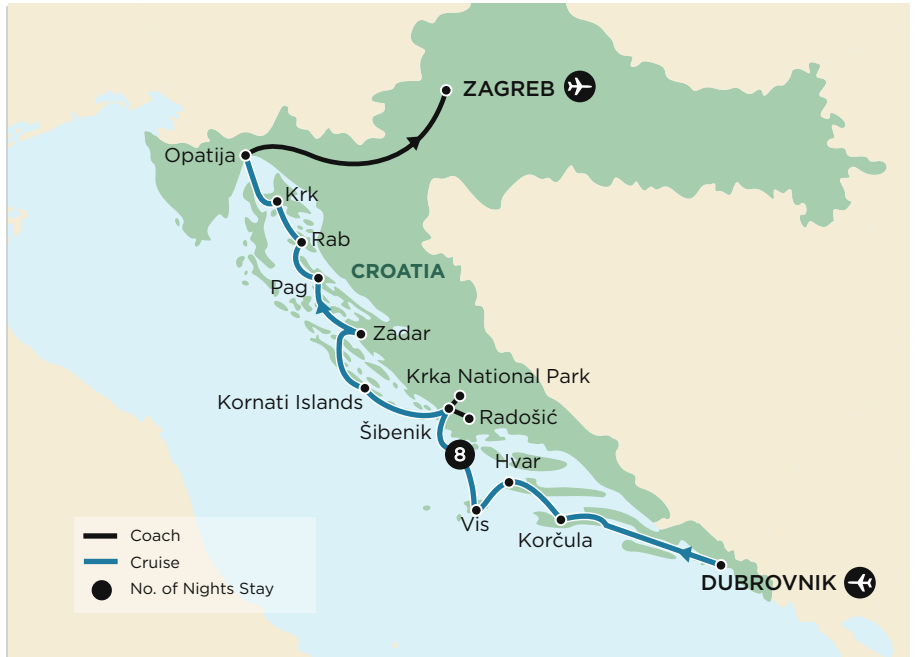 ZAGREB
Opatija
Krk
Rab
CROATIA
Pag
Zadar
Krka National Park
Kornati Islands
Radošić
Šibenik
8
Hvar
Vis
Korčula
DUBROVNIK
Coach
Cruise
No. of Nights Stay